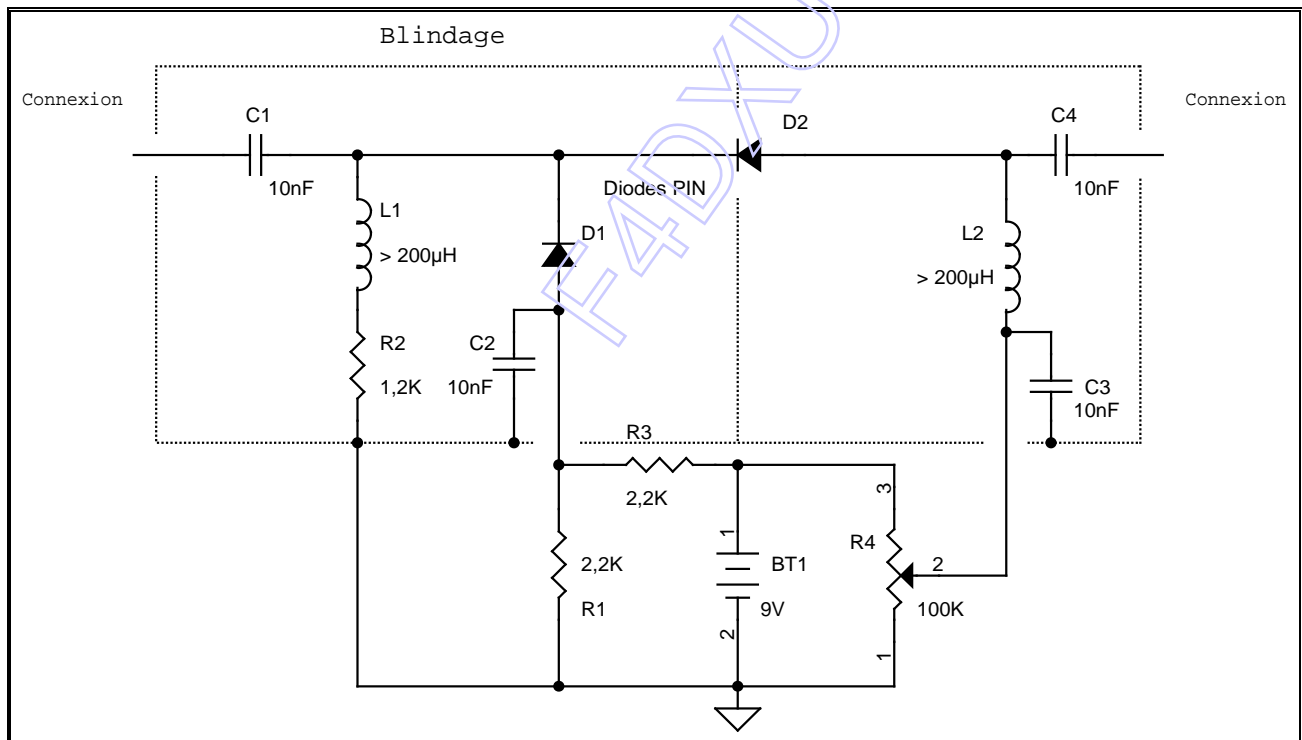 Blindage
Connexion
Connexion
C1
10nF
D2
C4
10nF
Diodes PIN
L1
> 200µH
D1
L2
> 200µH
R2
1,2K
C2
10nF
C3
10nF
R3
2,2K
3
R4
2
100K
1
1
BT1
9V
2
2,2K
R1
F4DXU